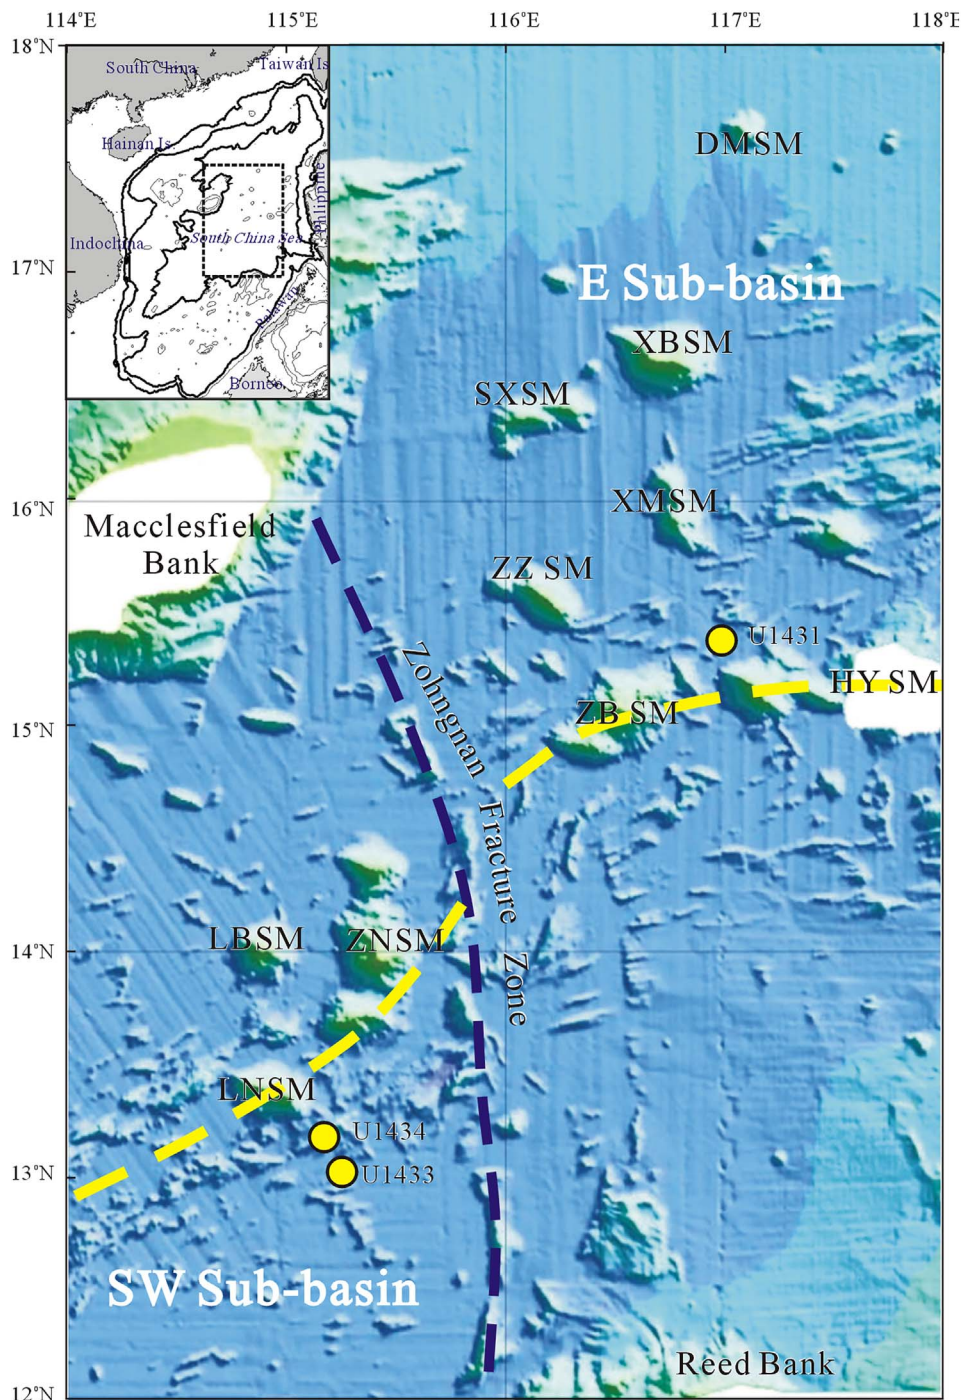 114°E
115°E
116°E
117°E
118°E
18°N
South China
Taiwan Is
Hainan Is.
DMSM
Phlippine
Indochina
South China Sea
17°N
E Sub-basin
Palawan
XBSM
Borneo
SXSM
16°N
XMSM
Macclesfield
Bank
ZZ SM
U1431
Zohngnan
HY SM
15°N
ZB SM
Fracture
LBSM
ZNSM
14°N
Zone
LNSM
U1434
13°N
U1433
SW Sub-basin
Reed Bank
12°N